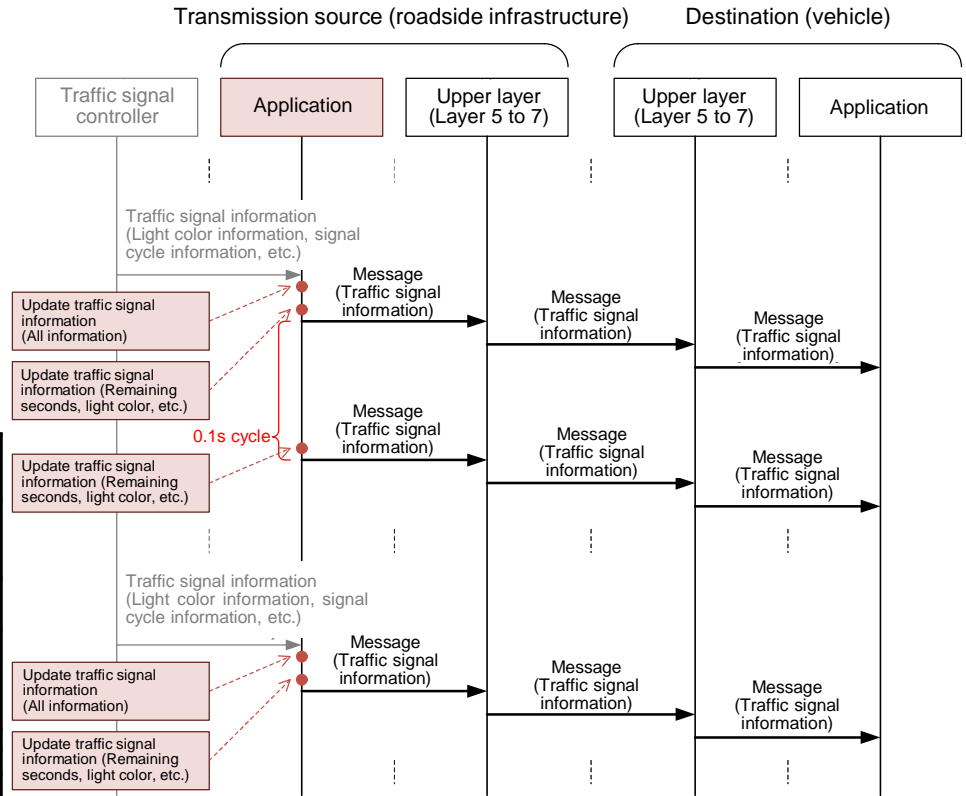 Transmission source (roadside infrastructure)
Destination (vehicle)
Traffic signal
controller
Application
Upper layer
(Layer 5 to 7)
Upper layer
(Layer 5 to 7)
Application
Traffic signal information
(Light color information, signal
cycle information, etc.)
Update traffic signal
information
(All information)
Message
(Traffic signal
information)
Message
(Traffic signal
information)
Message
(Traffic signal
information)
Update traffic signal
information (Remaining
seconds, light color, etc.)
0.1s cycle
Message
(Traffic signal
information)
Message
(Traffic signal
information)
Message
(Traffic signal
information)
Update traffic signal
information (Remaining
seconds, light color, etc.)
Traffic signal information
(Light color information, signal
cycle information, etc.)
Message
(Traffic signal
information)
Message
(Traffic signal
information)
Message
(Traffic signal
information)
Update traffic signal
information
(All information)
Update traffic signal
information (Remaining
seconds, light color, etc.)